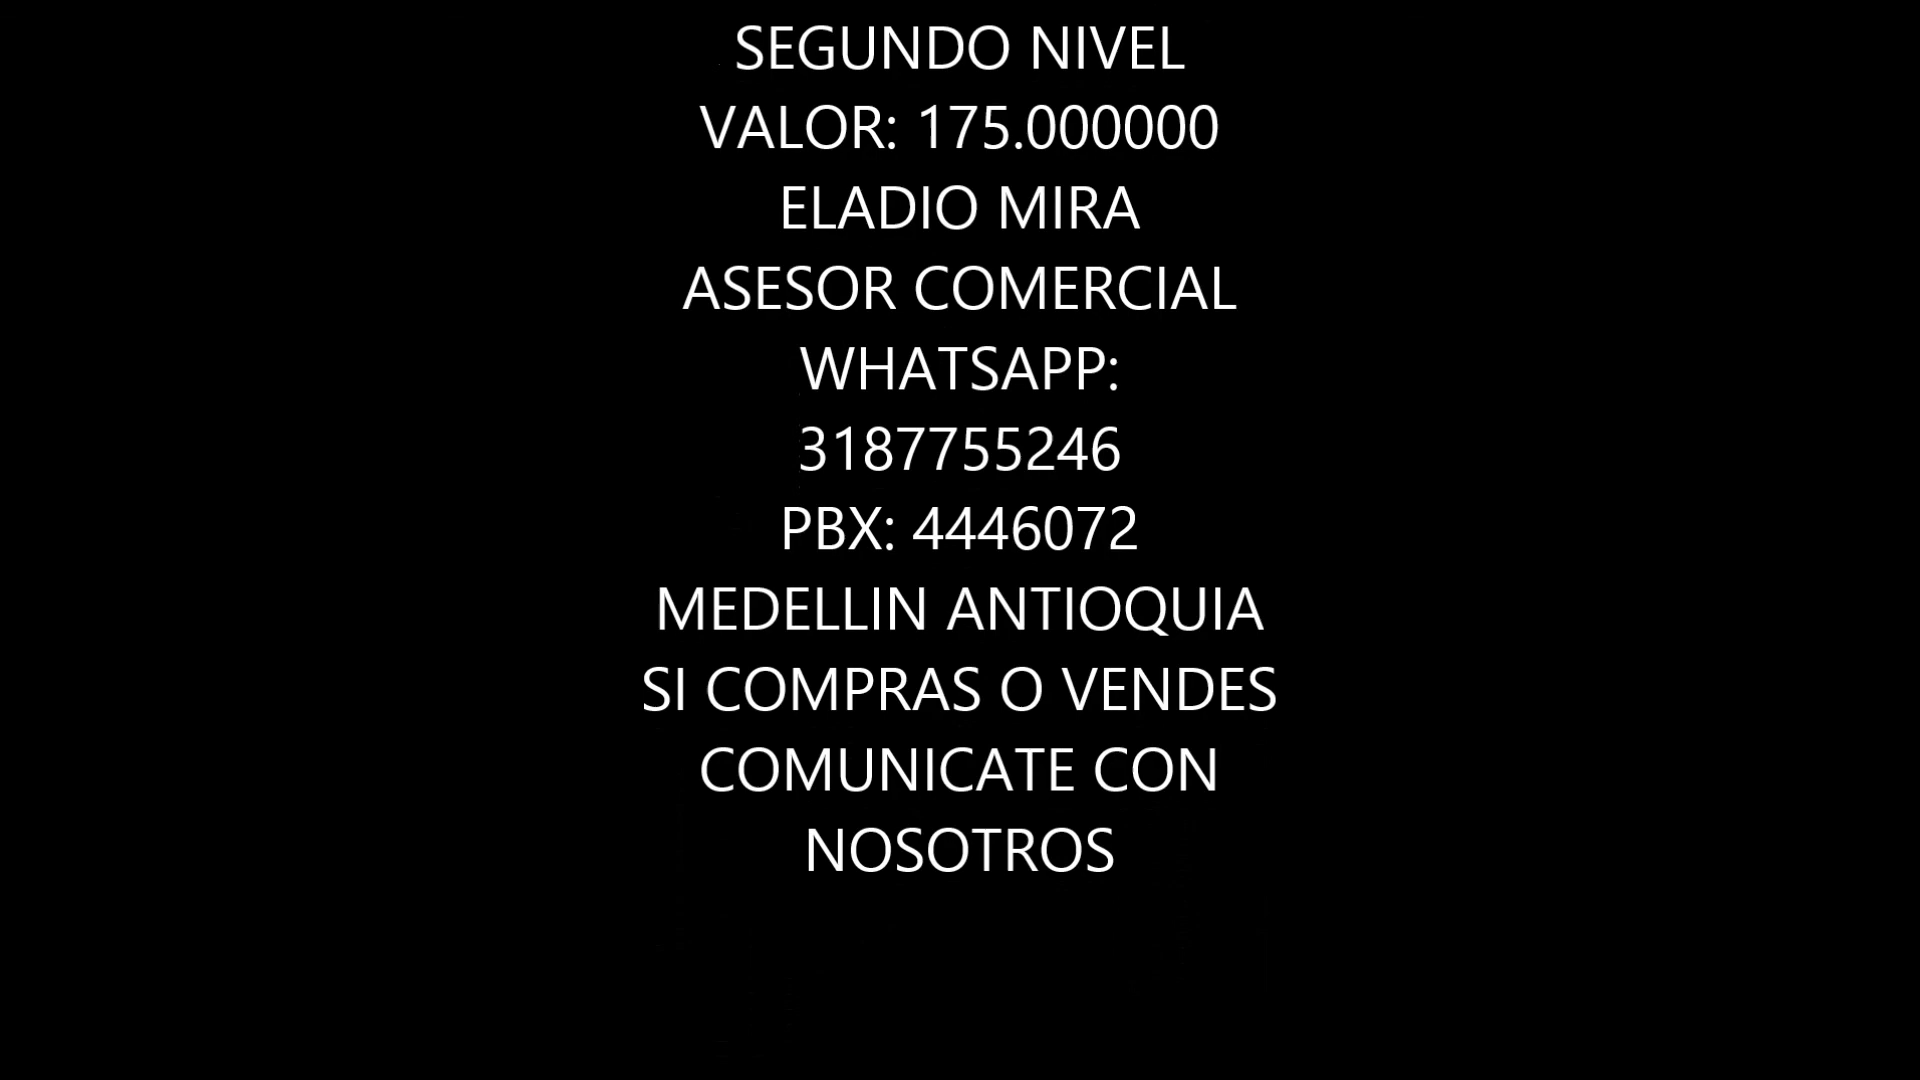 SEGUNDO NIVEL
VALOR: 175.000000
ELADIO MIRA
ASESOR COMERCIAL
WHATSAPP:
3187755246
PBX: 4446072
MEDELLIN ANTIOQUIA
SI COMPRAS O VENDES
COMUNICATE CON
NOSOTROS